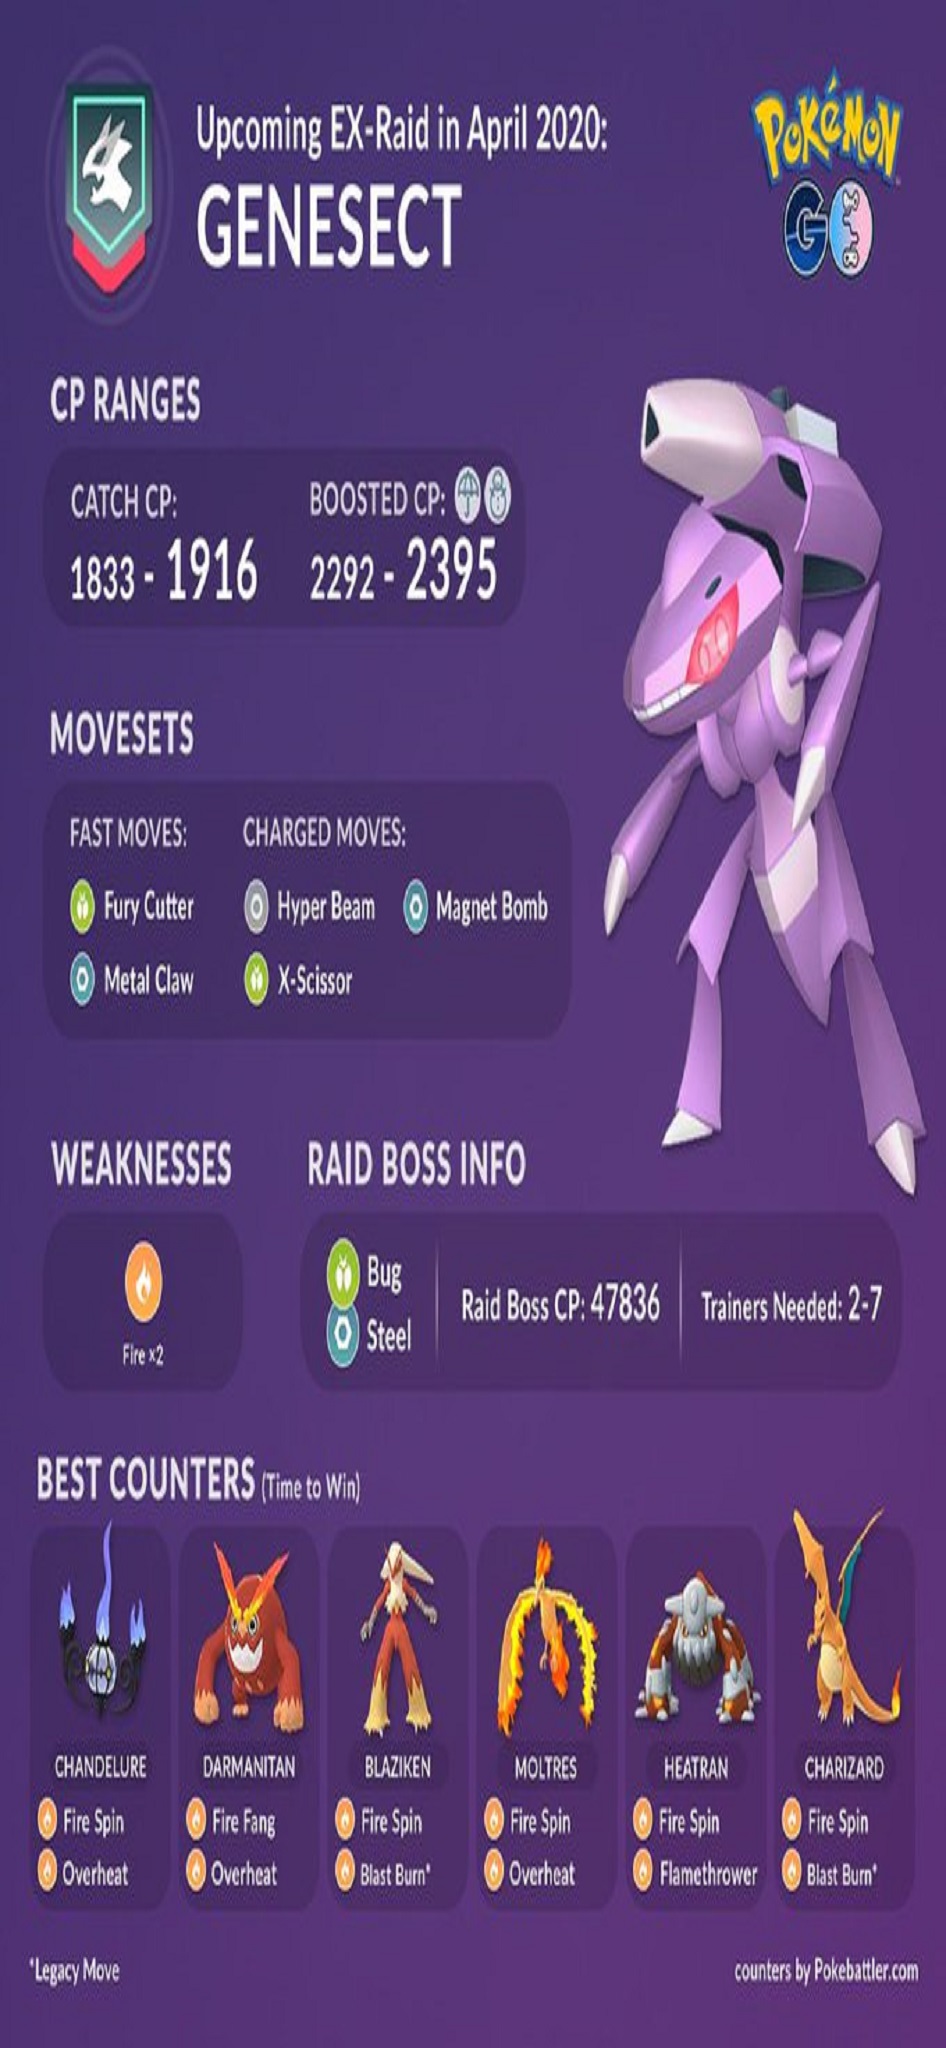 Upcoming EX-Raid in April 2020:
GENESECT
POKéMON
GO
CP RANGES
CATCH CP:
1833 - 1916
BOOSTED CP:
2292 - 2395
MOVESETS
FAST MOVES:
Fury Cutter
Metal Claw
CHARGED MOVES:
Hyper Beam
Magnet Bomb
X-Scissor
WEAKNESSES
Fire ×2
RAID BOSS INFO
Bug
Steel
Raid Boss CP: 47836
Trainers Needed: 2-7
BEST COUNTERS (Time to Win)
CHANDELURE
Fire Spin
Overheat
DARMANITAN
Fire Fang
Overheat
BLAZIKEN
Fire Spin
Blast Burn*
MOLTRES
Fire Spin
Overheat
HEATRAN
Fire Spin
Flamethrower
CHARIZARD
Fire Spin
Blast Burn*
*Legacy Move
counters by Pokebattler.com